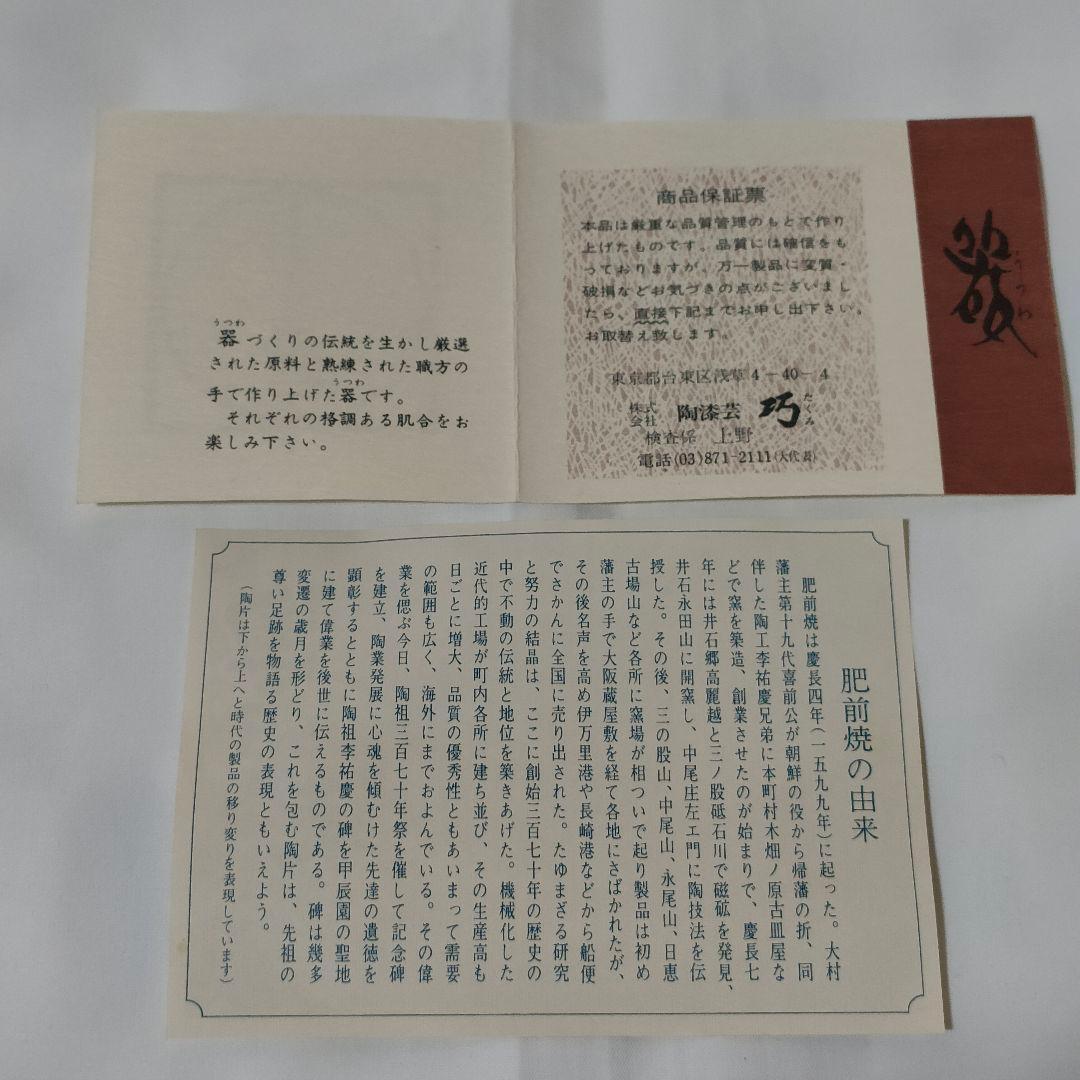 器
うつわ
商品保証票
本品は厳重な品質管理のもとで作り
上げたものです。品質には確信をも
っておりますが、万一製品に変質・
破損などお気づきの点がございまし
たら、直接下記までお申し出下さい。
お取替え致します。
東京都台東区浅草4-40-4
株式会社 陶漆芸 巧 たくみ
検査係 上野
電話(03)871-2111(大代表)
うつわ
器づくりの伝統を生かし厳選
された原料と熟練された職方の
うつわ
手で作り上げた器です。
それぞれの格調ある肌合をお
楽しみ下さい。
肥前焼の由来
肥前焼は慶長四年(一五九九年)に起った。大村
藩主第十九代喜前公が朝鮮の役から帰藩の折、同
伴した陶工李祐慶兄弟に本町村木畑ノ原古皿屋な
どで窯を築造、創業させたのが始まりで、慶長七
年には井石郷高麗越と三ノ股砥石川で磁砿を発見、
井石永田山に開窯し、中尾庄左エ門に陶技法を伝
授した。その後、三の股山、中尾山、永尾山、日恵
古場山など各所に窯場が相ついで起り製品は初め
藩主の手で大阪蔵屋敷を経て各地にさばかれたが、
その後名声を高め伊万里港や長崎港などから船便
でさかんに全国に売り出された。たゆまざる研究
と努力の結晶は、ここに創始三百七十年の歴史の
中で不動の伝統と地位を築きあげた。機械化した
近代的工場が町内各所に建ち並び、その生産高も
日ごとに増大、品質の優秀性ともあいまって需要
の範囲も広く、海外にまでおよんでいる。その偉
業を偲ぶ今日、陶祖三百七十年祭を催して記念碑
を建立、陶業発展に心魂を傾むけた先達の遺徳を
顕彰するとともに陶祖李祐慶の碑を甲辰園の聖地
に建て偉業を後世に伝えるものである。碑は幾多
変遷の歳月を形どり、これを包む陶片は、先祖の
尊い足跡を物語る歴史の表現ともいえよう。
(陶片は下から上へと時代の製品の移り変りを表現しています)